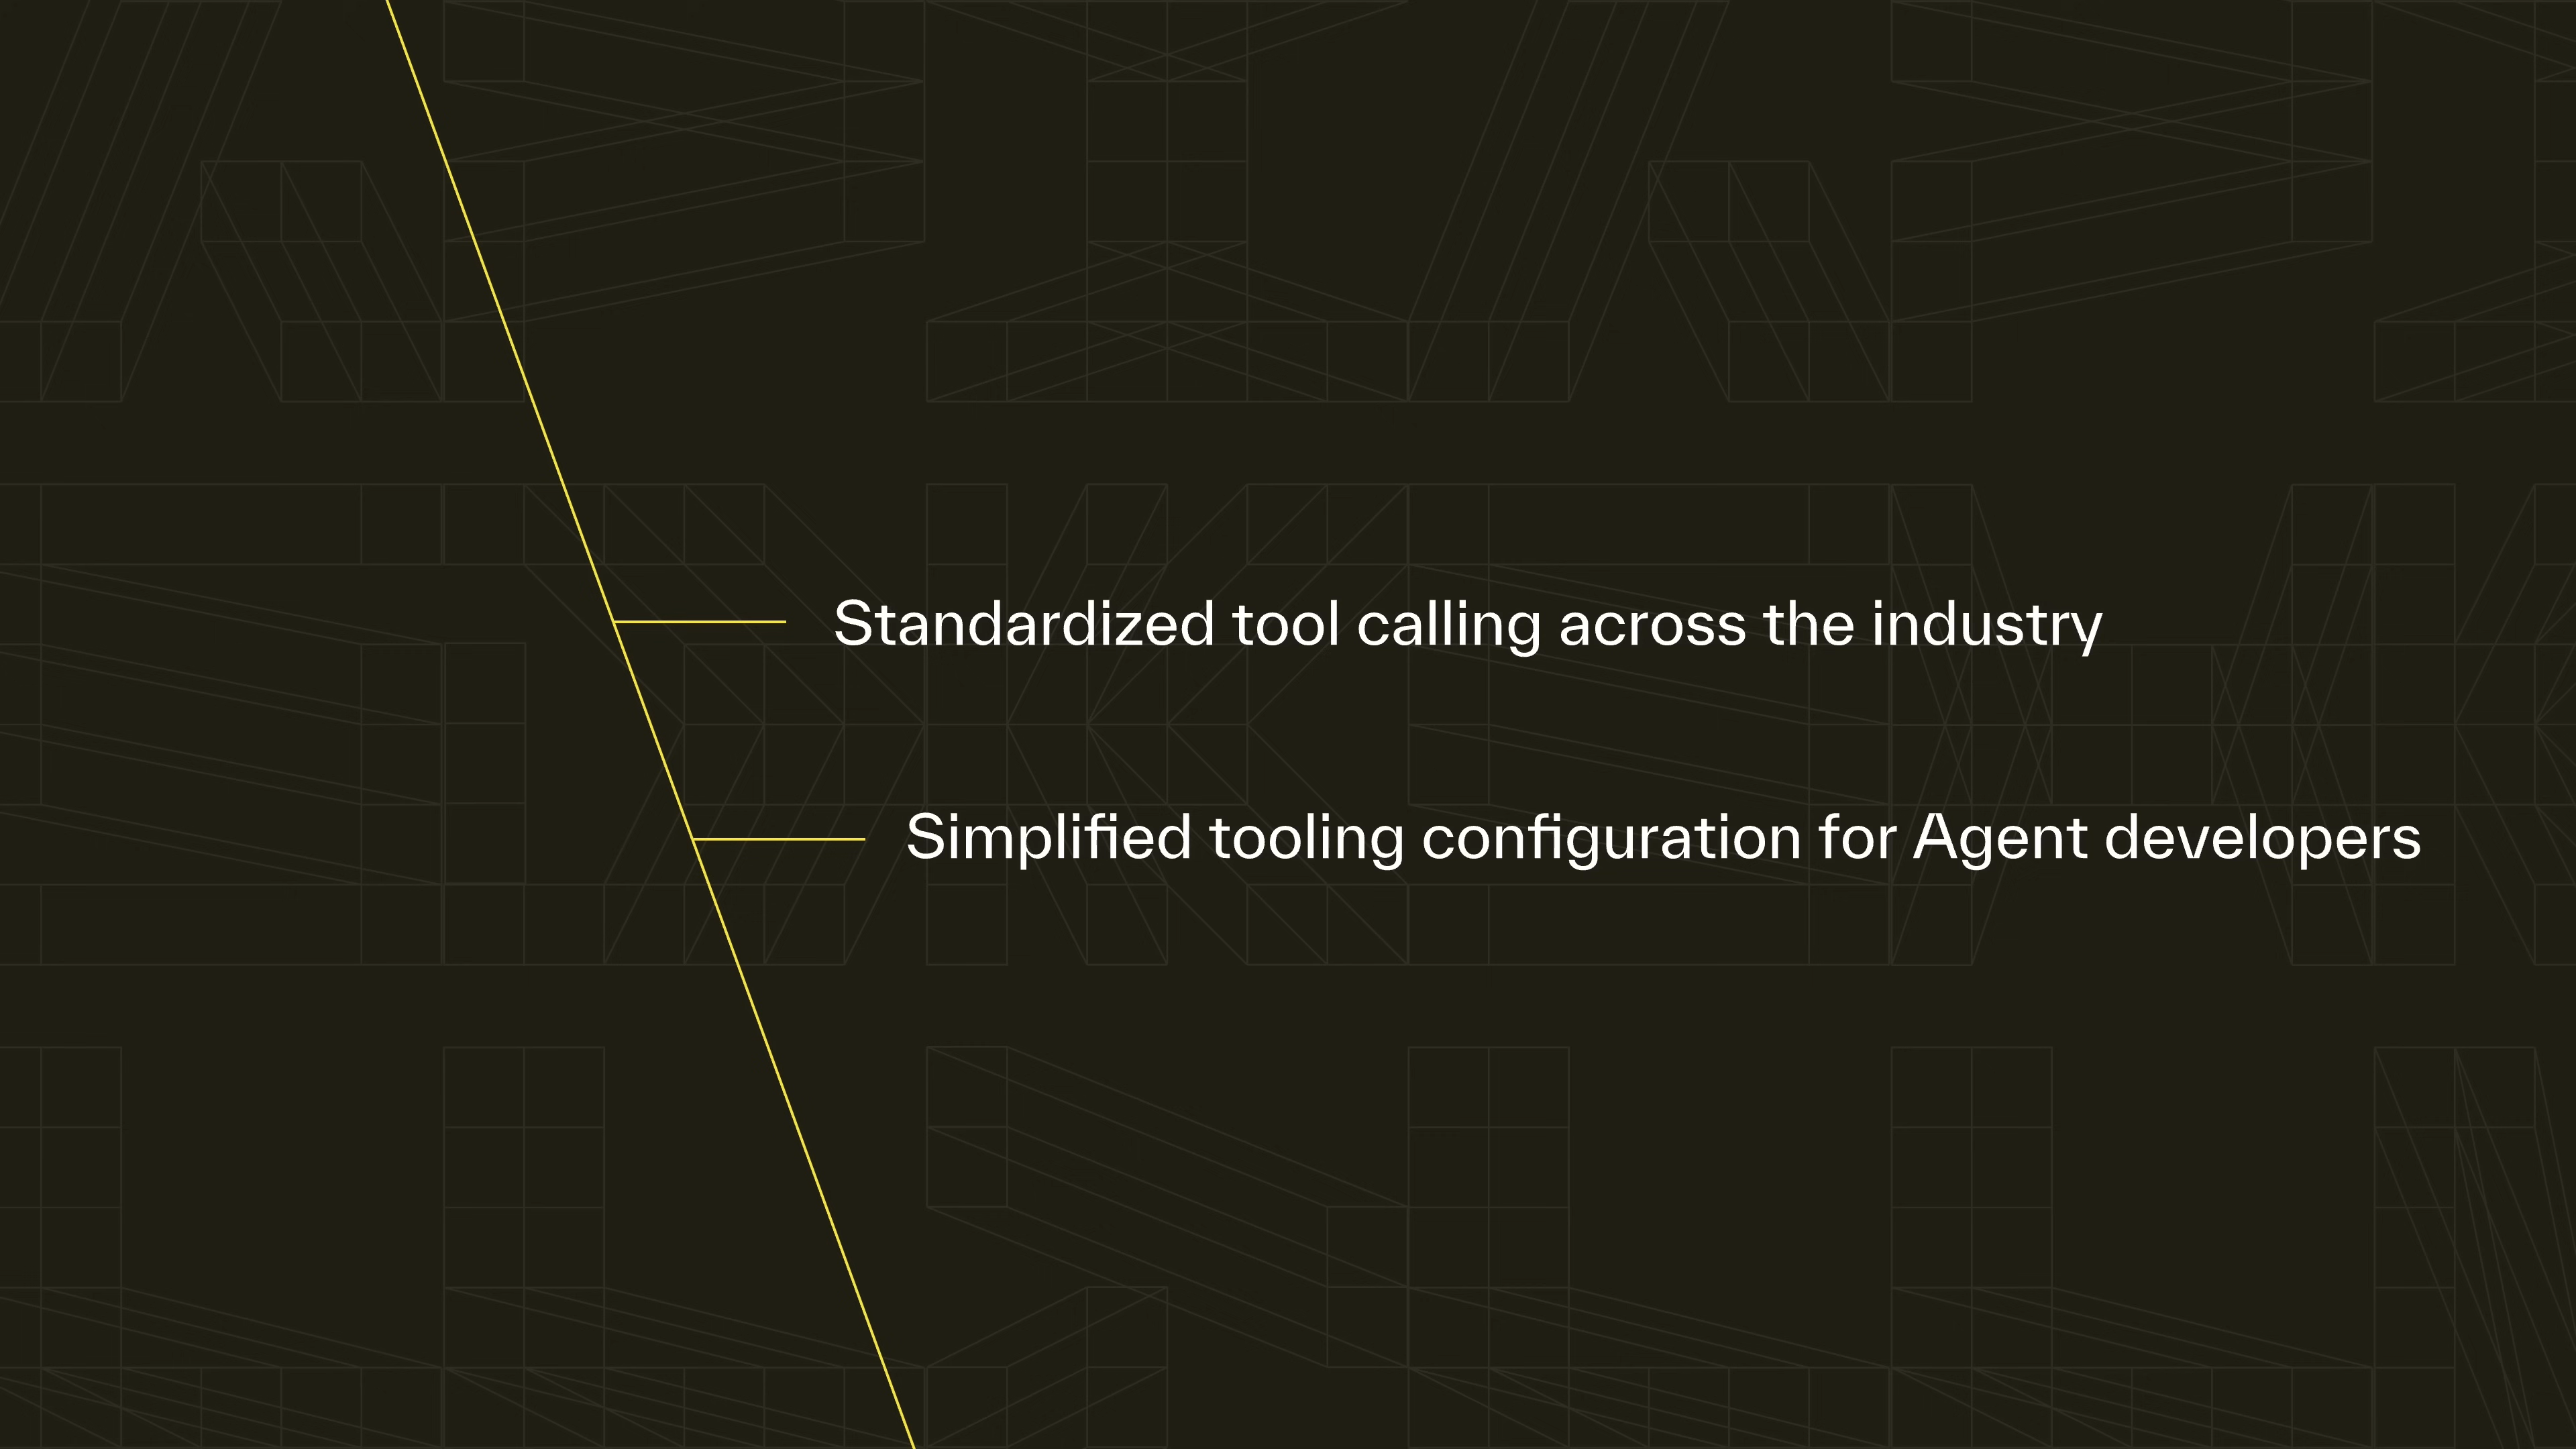 Standardized tool calling across the industry
Simplified tooling configuration for Agent developers